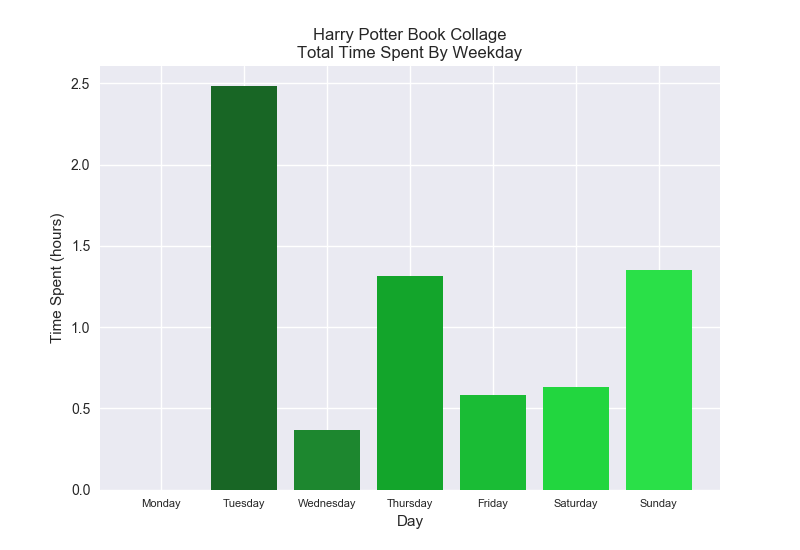 Harry Potter Book Collage
Total Time Spent By Weekday
Time Spent (hours)
2.5
2.0
1.5
1.0
0.5
0.0
Monday Tuesday Wednesday Thursday Friday Saturday Sunday
Day